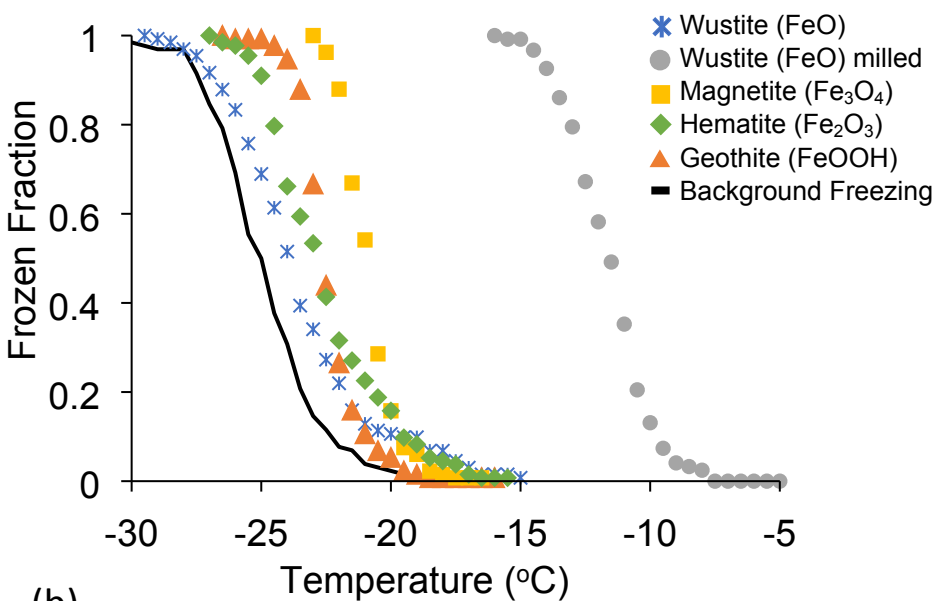 Frozen Fraction
1
0.8
0.6
0.4
0.2
0
-30 -25 -20 -15 -10 -5
Temperature (°C)
Wustite (FeO)
Wustite (FeO) milled
Magnetite (Fe₃O₄)
Hematite (Fe₂O₃)
Geothite (FeOOH)
Background Freezing